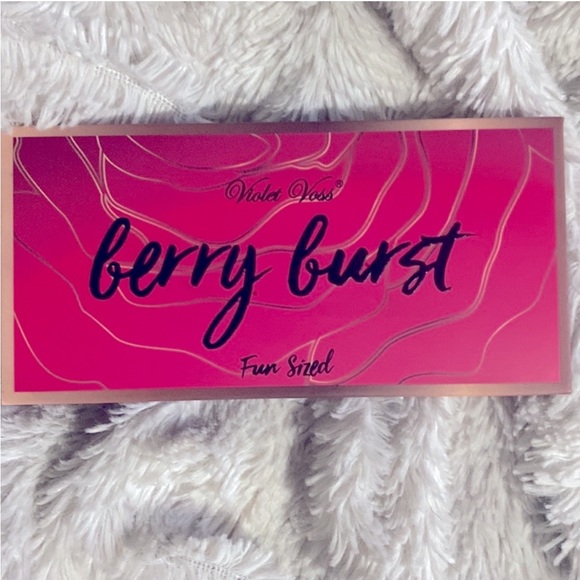 Violet Voss®
berry burst
Fun Sized